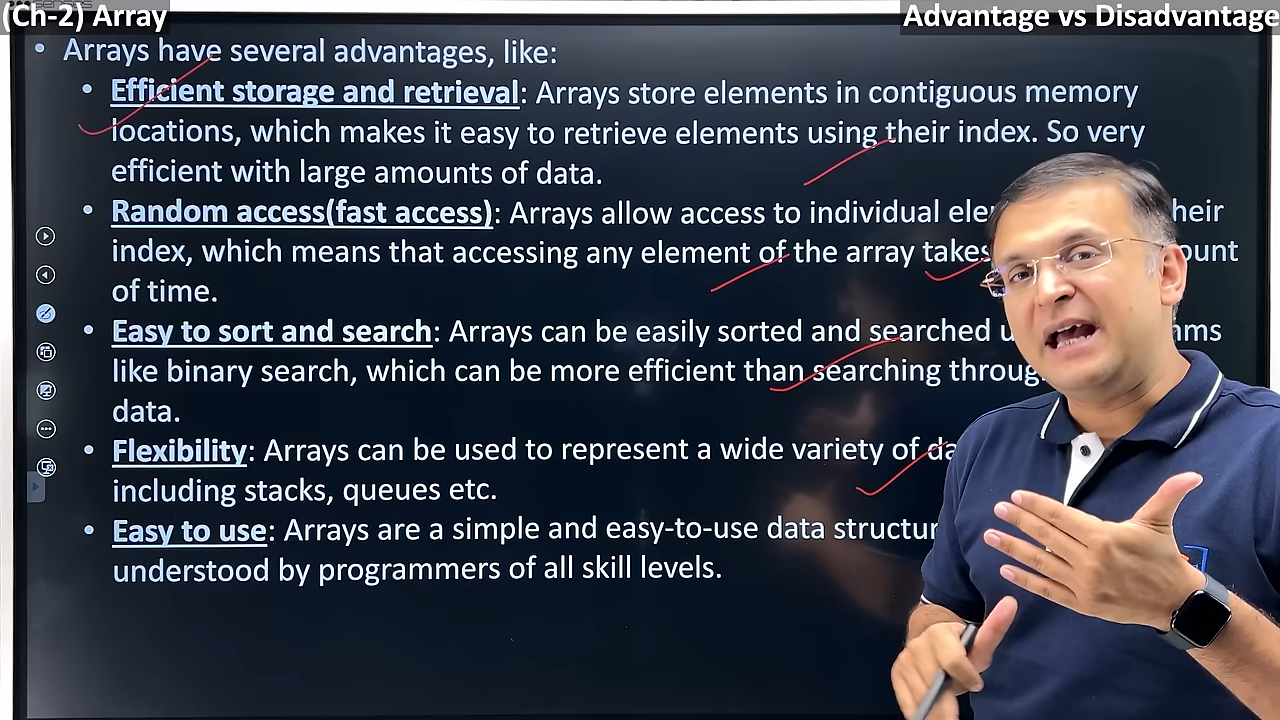 (Ch-2) Array
Advantage vs Disadvantage
• Arrays have several advantages, like:
• Efficient storage and retrieval: Arrays store elements in contiguous memory
locations, which makes it easy to retrieve elements using their index. So very
efficient with large amounts of data.
• Random access(fast access): Arrays allow access to individual
index, which means that accessing any element of the array takes
of time.
• Easy to sort and search: Arrays can be easily sorted and searched
like binary search, which can be more efficient than searching
data.
• Flexibility: Arrays can be used to represent a wide variety of
including stacks, queues etc.
• Easy to use: Arrays are a simple and easy-to-use data
understood by programmers of all skill levels.